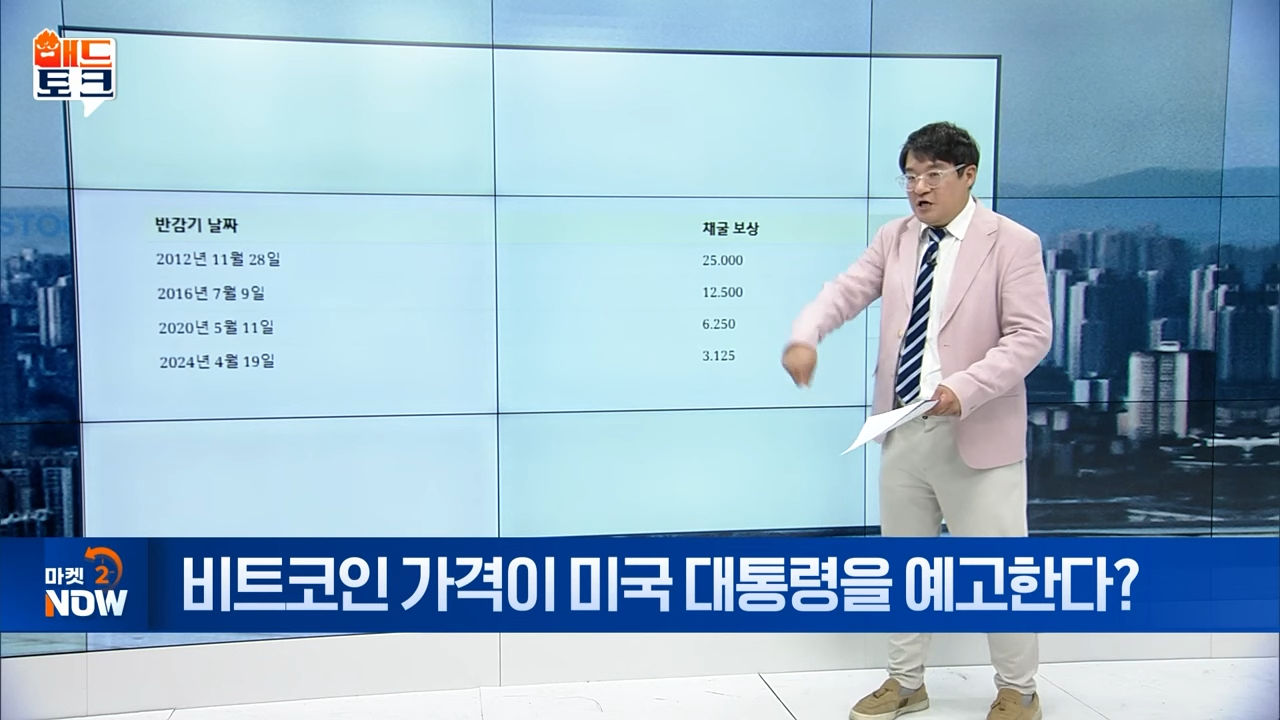 매드
토크
STO
반감기 날짜 채굴 보상
2012년 11월 28일 25.000
2016년 7월 9일 12.500
2020년 5월 11일 6.250
2024년 4월 19일 3.125
마켓 2
NOW
비트코인 가격이 미국 대통령을 예고한다?